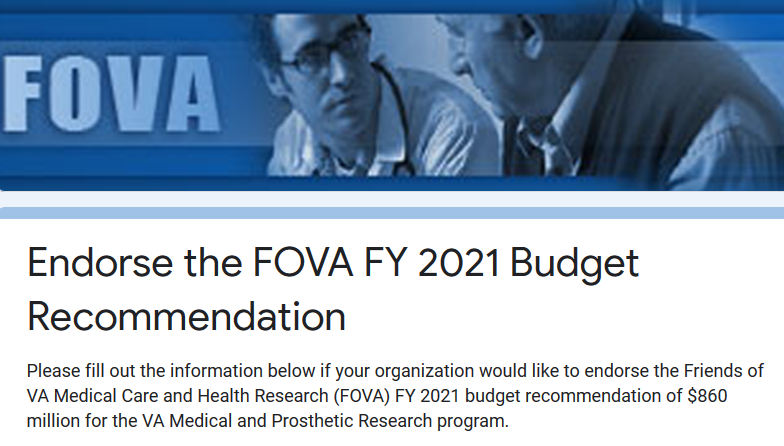 FOVA
Endorse the FOVA FY 2021 Budget
Recommendation
Please fill out the information below if your organization would like to endorse the Friends of
VA Medical Care and Health Research (FOVA) FY 2021 budget recommendation of $860
million for the VA Medical and Prosthetic Research program.